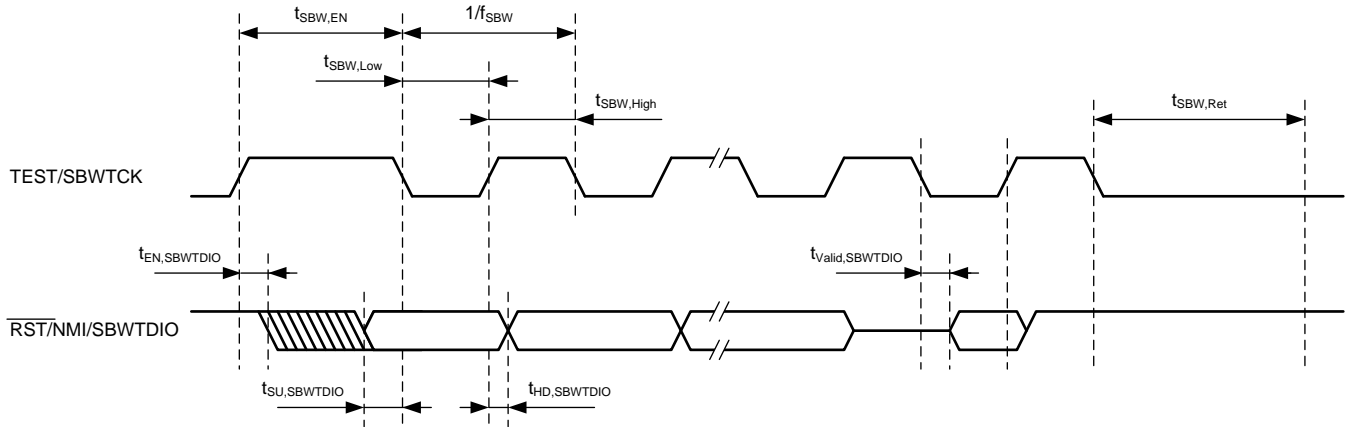 tSBW,EN
1/fSBW
tSBW,Low
tSBW,High
tSBW,Ret
TEST/SBWTCK
tEN,SBWTDIO
tValid,SBWTDIO
RST/NMI/SBWTDIO
tSU,SBWTDIO
tHD,SBWTDIO